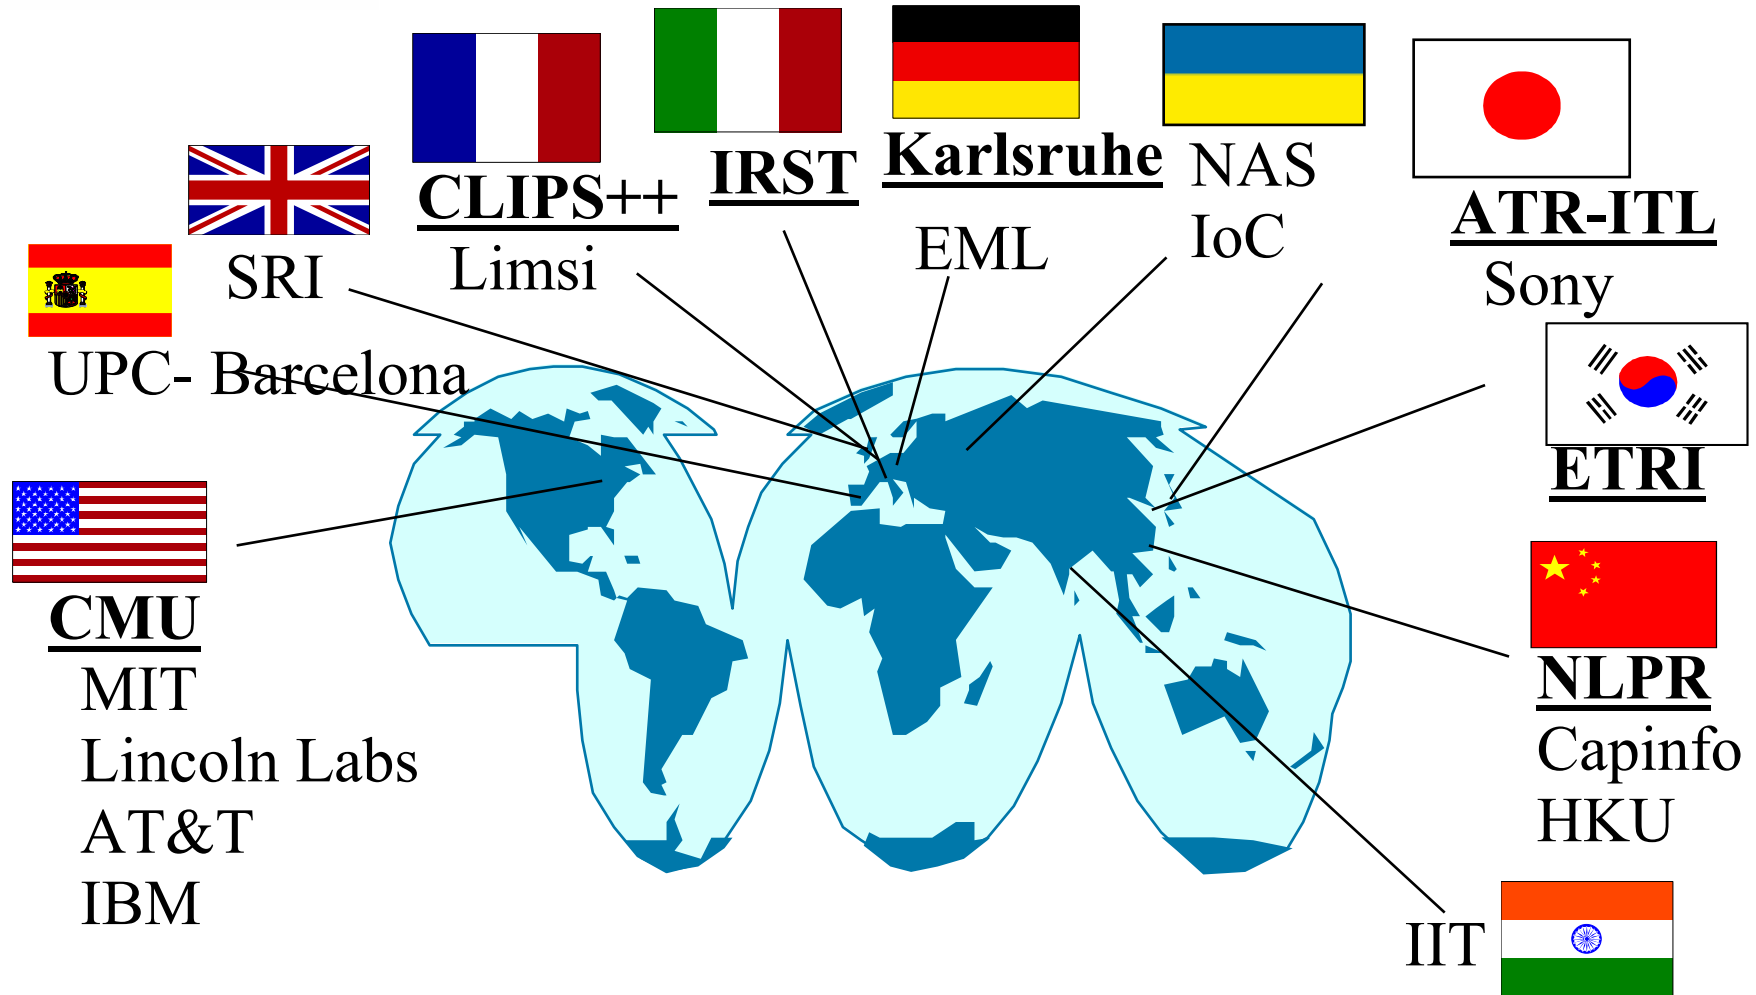 UPC- Barcelona
SRI
CLIPS++
Limsi
IRST
Karlsruhe
EML
NAS
IoC
ATR-ITL
Sony
ETRI
CMU
MIT
Lincoln Labs
AT&T
IBM
NLPR
Capinfo
HKU
IIT